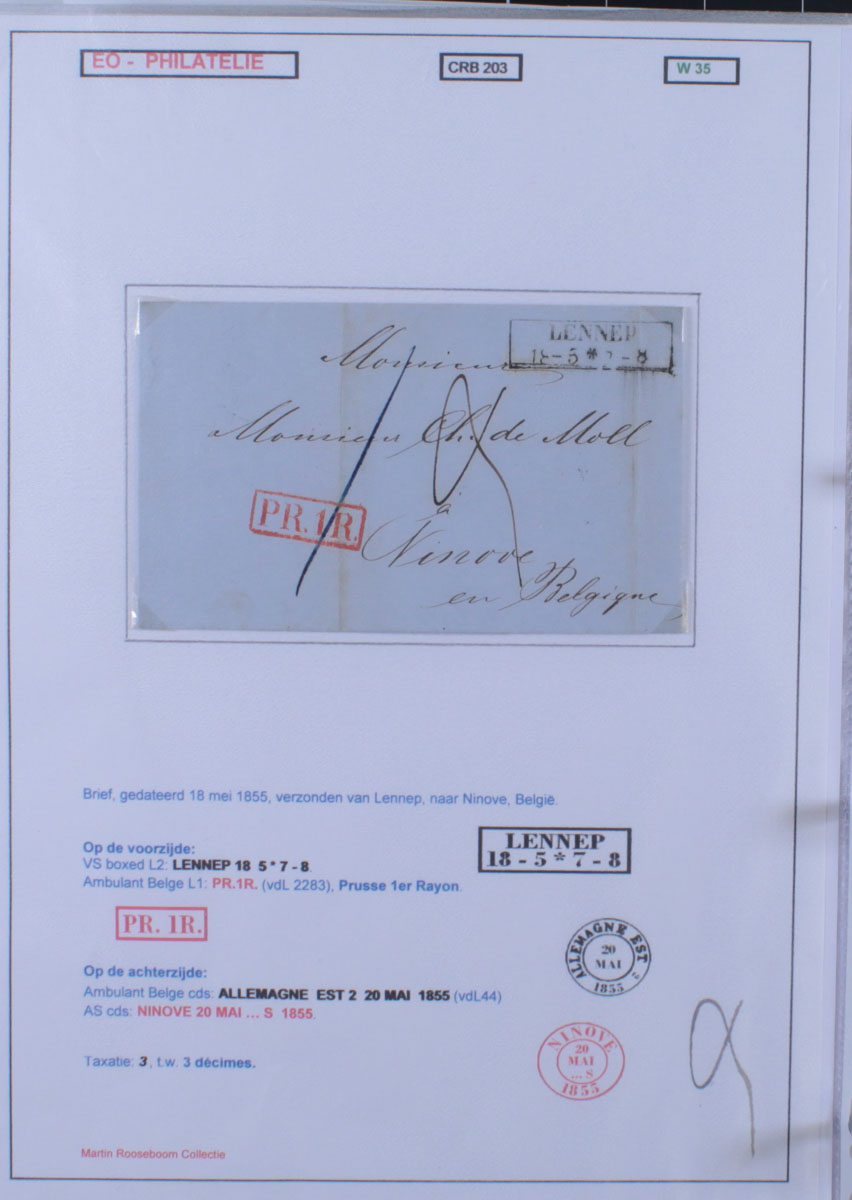 EO - PHILATELIE
CRB 203
W 35
LENNEP
18 - 5 * 7 - 8
Monsieur
Monsieur Ch. de Moll
PR. 1 R.
à
Ninove
en Belgique
Brief, gedateerd 18 mei 1855, verzonden van Lennep, naar Ninove, België.
Op de voorzijde:
VS boxed L2: LENNEP 18 5 * 7 - 8.
Ambulant Belge L1: PR.1R. (vdL 2283), Prusse 1er Rayon.
LENNEP
18 - 5 * 7 - 8
PR. 1R.
Op de achterzijde:
Ambulant Belge cds: ALLEMAGNE EST 2 20 MAI 1855 (vdL44)
AS cds: NINOVE 20 MAI ... S 1855.
ALLEMAGNE EST 2
20
MAI
1855
NINOVE
20
MAI
... S
1855
Taxatie: 3, t.w. 3 décimes.
Martin Rooseboom Collectie